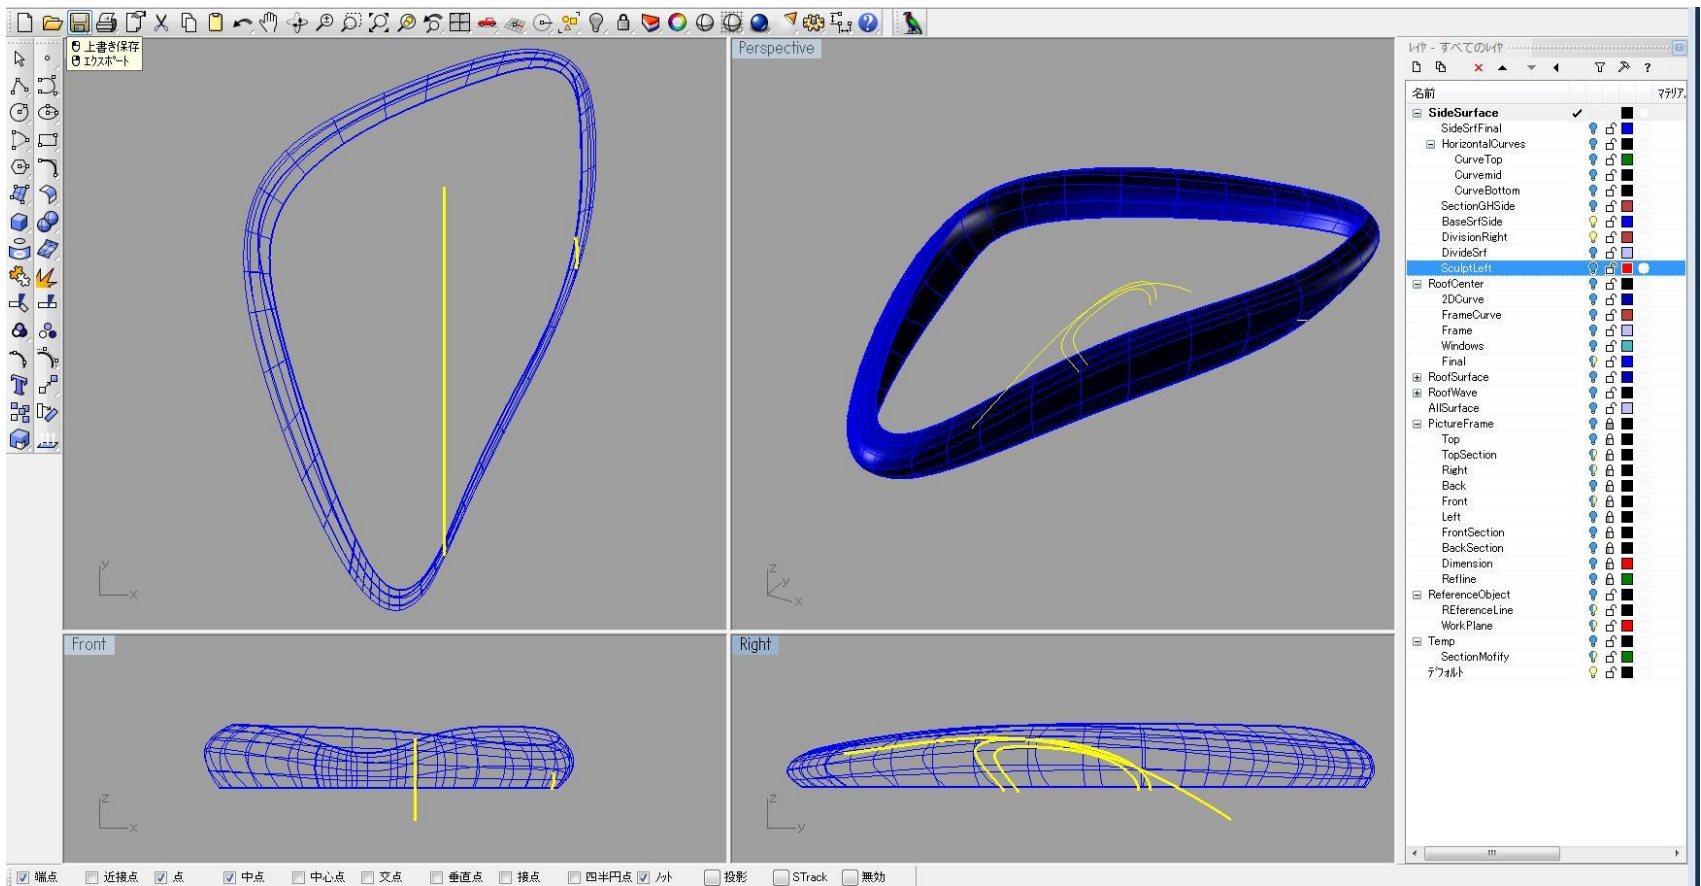 上書き保存
エクスポート
Perspective
y
x
z
y
x
Front
z
x
Right
z
y
レイヤ - すべてのレイヤ
?
名前
マテリア.
SideSurface
SideSrfFinal
HorizontalCurves
CurveTop
Curvemid
CurveBottom
SectionGHSide
BaseSrfSide
DivisionRight
DivideSrf
SculptLeft
RoofCenter
2DCurve
FrameCurve
Frame
Windows
Final
RoofSurface
RoofWave
AllSurface
PictureFrame
Top
TopSection
Right
Back
Front
Left
FrontSection
BackSection
Dimension
Refline
ReferenceObject
REferenceLine
WorkPlane
Temp
SectionMofify
デフォルト
端点
近接点
点
中点
中心点
交点
垂直点
接点
四半円点
ノット
投影
STrack
無効